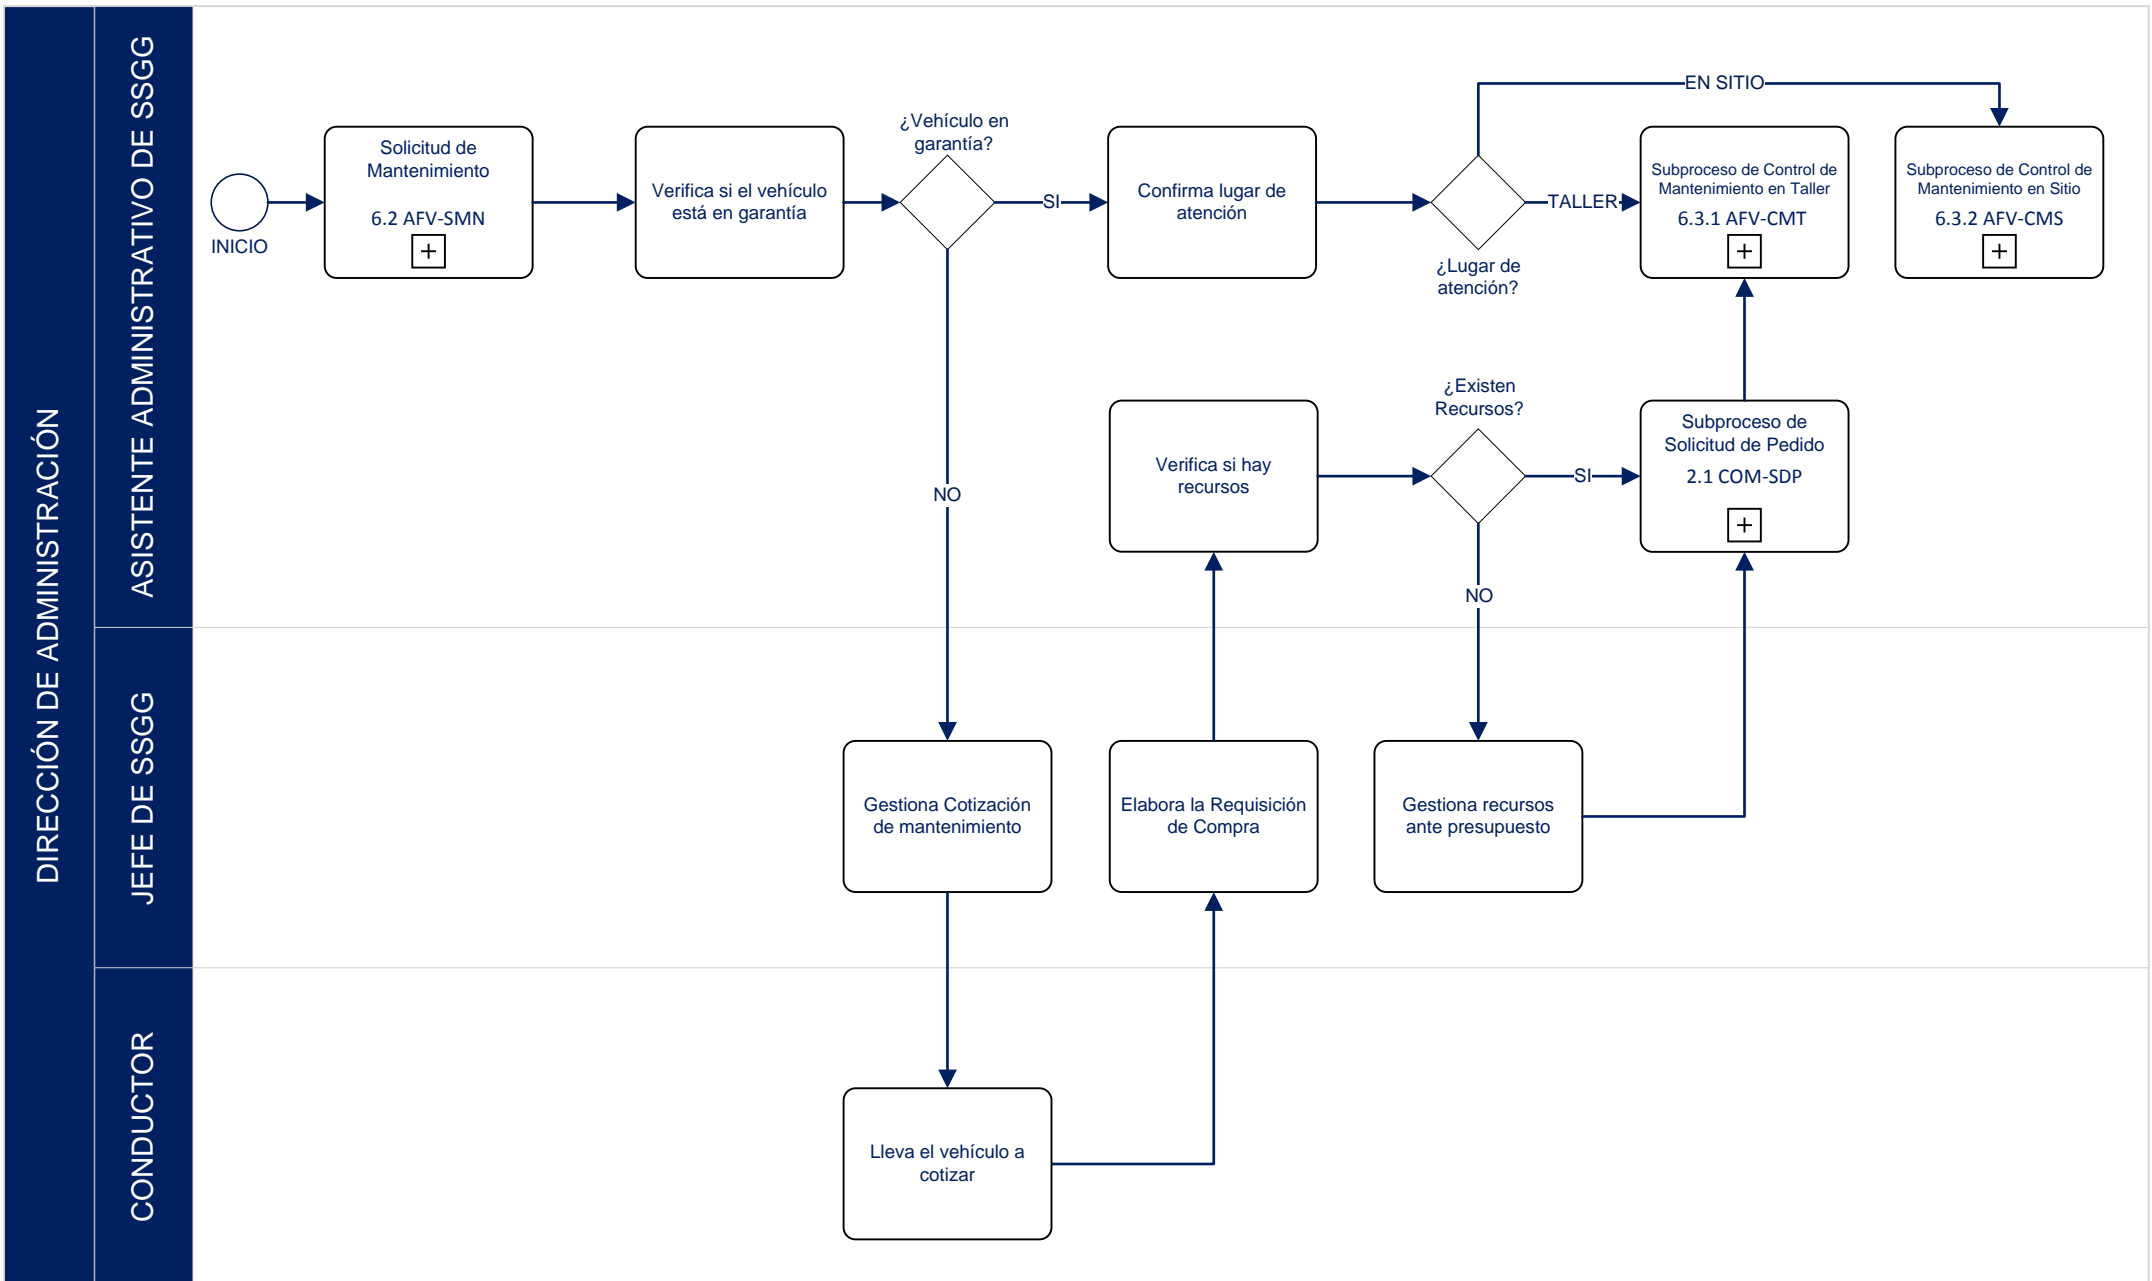 DIRECCIÓN DE ADMINISTRACIÓN
ASISTENTE ADMINISTRATIVO DE SSGG
INICIO
Solicitud de
Mantenimiento
6.2 AFV-SMN
Verifica si el vehículo
está en garantía
¿Vehículo en
garantía?
SI
Confirma lugar de
atención
¿Lugar de
atención?
EN SITIO
TALLER
Subproceso de Control de
Mantenimiento en Taller
6.3.1 AFV-CMT
Subproceso de Control de
Mantenimiento en Sitio
6.3.2 AFV-CMS
NO
Verifica si hay
recursos
¿Existen
Recursos?
SI
Subproceso de
Solicitud de Pedido
2.1 COM-SDP
NO
JEFE DE SSGG
Gestiona Cotización
de mantenimiento
Elabora la Requisición
de Compra
Gestiona recursos
ante presupuesto
CONDUCTOR
Lleva el vehículo a
cotizar